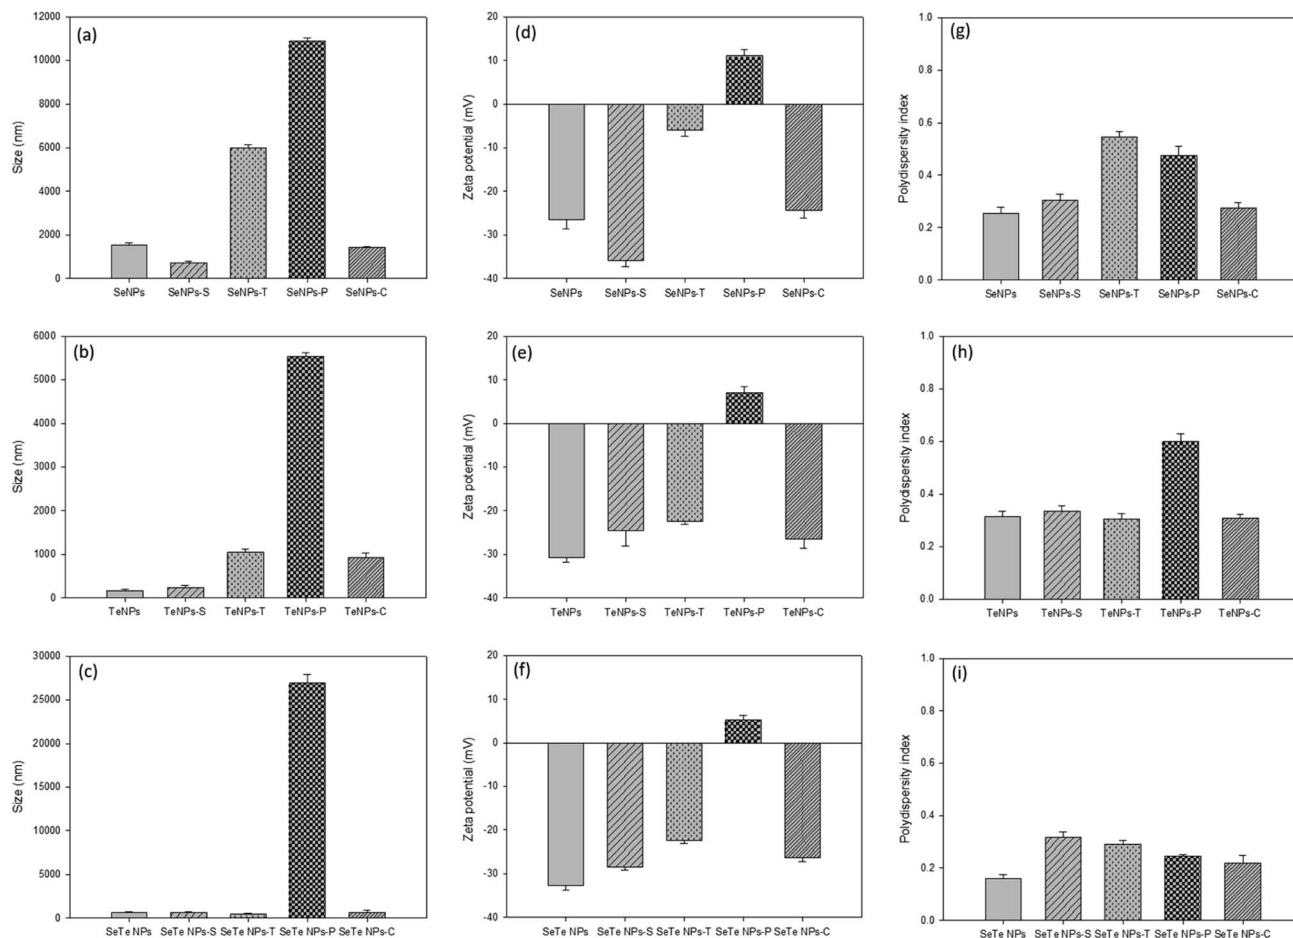 (a)
12000
10000
8000
6000
4000
2000
0
Size (nm)
SeNPs SeNPs-S SeNPs-T SeNPs-P SeNPs-C
(d)
20
10
0
-10
-20
-30
-40
Zeta potential (mV)
SeNPs SeNPs-S SeNPs-T SeNPs-P SeNPs-C
(g)
1.0
0.8
0.6
0.4
0.2
0.0
Polydispersity index
SeNPs SeNPs-S SeNPs-T SeNPs-P SeNPs-C
(b)
6000
5000
4000
3000
2000
1000
0
Size (nm)
TeNPs TeNPs-S TeNPs-T TeNPs-P TeNPs-C
(e)
20
10
0
-10
-20
-30
-40
Zeta potential (mV)
TeNPs TeNPs-S TeNPs-T TeNPs-P TeNPs-C
(h)
1.0
0.8
0.6
0.4
0.2
0.0
Polydispersity index
TeNPs TeNPs-S TeNPs-T TeNPs-P TeNPs-C
(c)
30000
25000
20000
15000
10000
5000
0
Size (nm)
SeTe NPs SeTe NPs-S SeTe NPs-T SeTe NPs-P SeTe NPs-C
(f)
20
10
0
-10
-20
-30
-40
Zeta potential (mV)
SeTe NPs SeTe NPs-S SeTe NPs-T SeTe NPs-P SeTe NPs-C
(i)
1.0
0.8
0.6
0.4
0.2
0.0
Polydispersity index
SeTe NPs SeTe NPs-S SeTe NPs-T SeTe NPs-P SeTe NPs-C